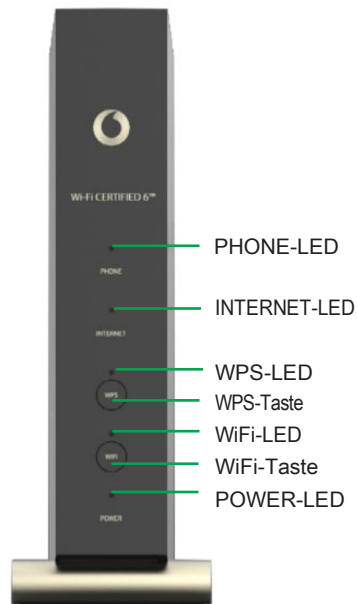 Wi-Fi CERTIFIED 6™
PHONE-LED
PHONE
INTERNET-LED
INTERNET
WPS-LED
WPS
WPS-Taste
WiFi-LED
WIFI
WiFi-Taste
POWER-LED
POWER